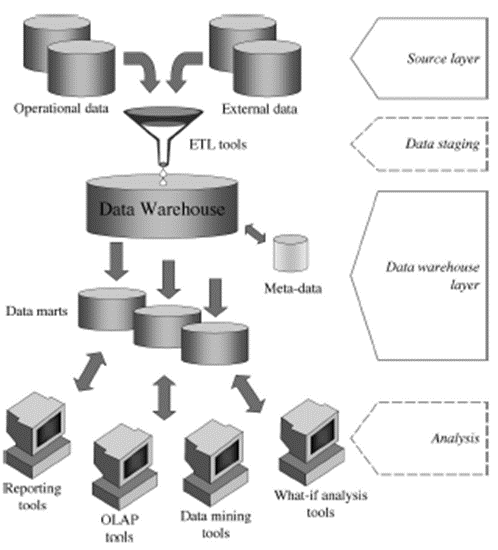 Source layer
Operational data
External data
ETL tools
Data staging
Data Warehouse
Meta-data
Data warehouse
layer
Data marts
Reporting
tools
OLAP
tools
Data mining
tools
What-if analysis
tools
Analysis